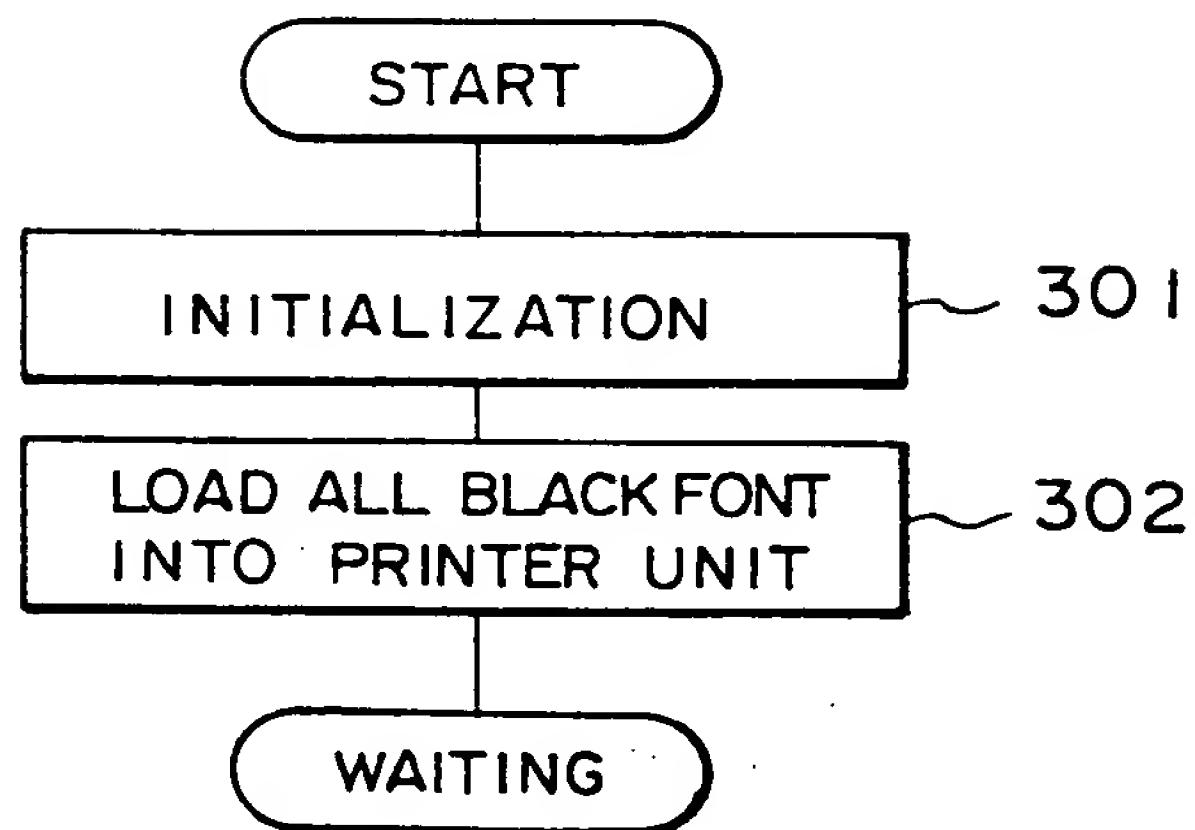 START
INITIALIZATION
301
LOAD ALL BLACK FONT
INTO PRINTER UNIT
302
WAITING